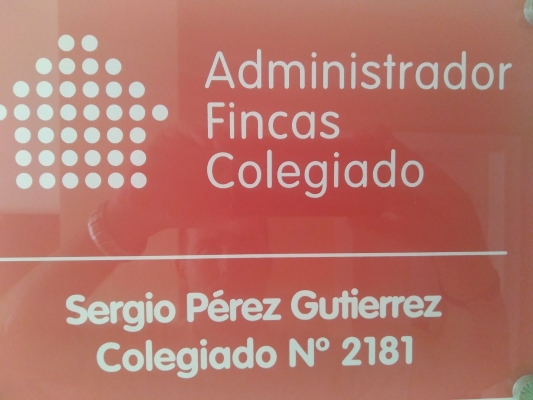 Administrador
Fincas
Colegiado
Sergio Pérez Gutierrez
Colegiado Nº 2181